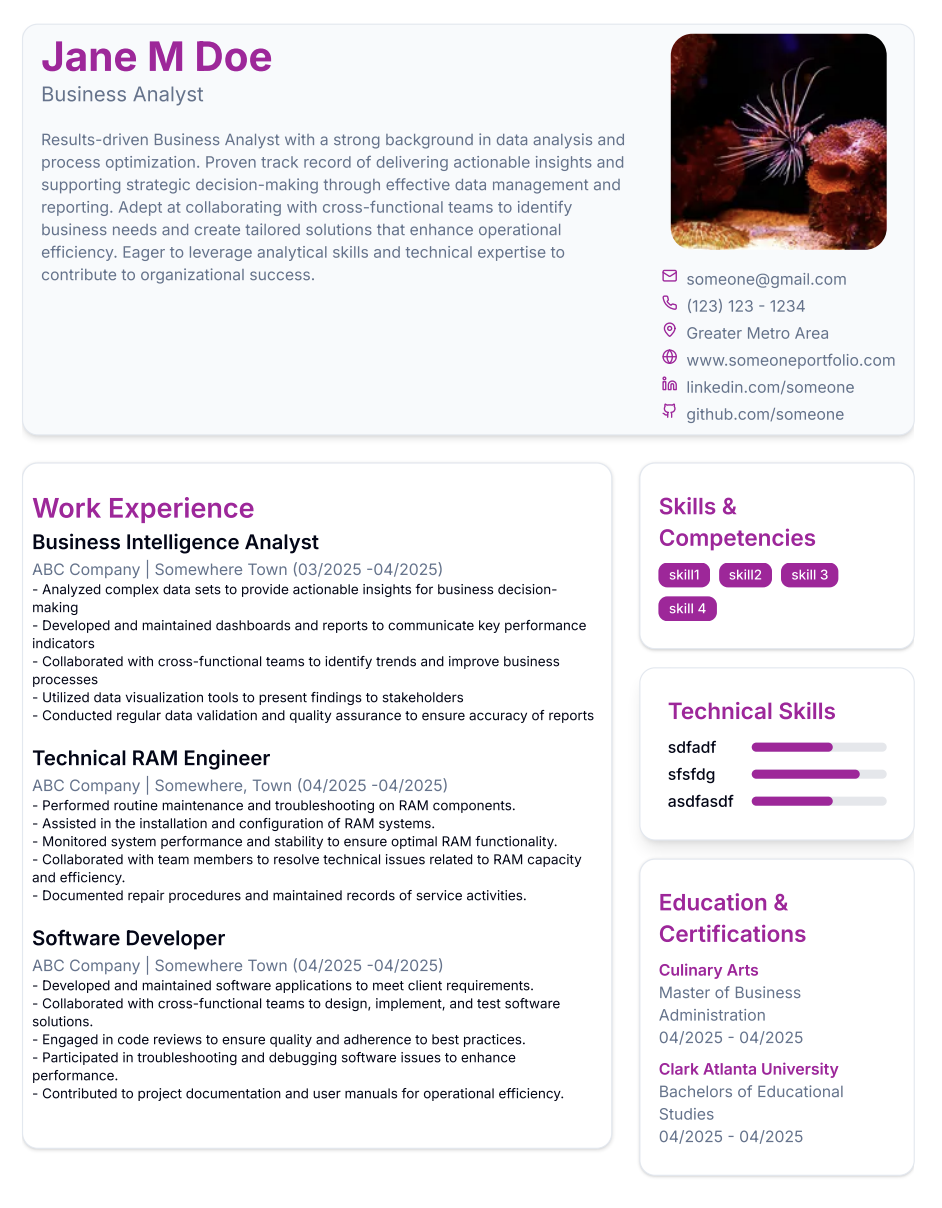 Jane M Doe
Business Analyst
Results-driven Business Analyst with a strong background in data analysis and
process optimization. Proven track record of delivering actionable insights and
supporting strategic decision-making through effective data management and
reporting. Adept at collaborating with cross-functional teams to identify
business needs and create tailored solutions that enhance operational
efficiency. Eager to leverage analytical skills and technical expertise to
contribute to organizational success.
someone@gmail.com
(123) 123 - 1234
Greater Metro Area
www.someoneportfolio.com
linkedin.com/someone
github.com/someone
Work Experience
Business Intelligence Analyst
ABC Company | Somewhere Town (03/2025 -04/2025)
- Analyzed complex data sets to provide actionable insights for business decision-
making
- Developed and maintained dashboards and reports to communicate key performance
indicators
- Collaborated with cross-functional teams to identify trends and improve business
processes
- Utilized data visualization tools to present findings to stakeholders
- Conducted regular data validation and quality assurance to ensure accuracy of reports
Technical RAM Engineer
ABC Company | Somewhere, Town (04/2025 -04/2025)
- Performed routine maintenance and troubleshooting on RAM components.
- Assisted in the installation and configuration of RAM systems.
- Monitored system performance and stability to ensure optimal RAM functionality.
- Collaborated with team members to resolve technical issues related to RAM capacity
and efficiency.
- Documented repair procedures and maintained records of service activities.
Software Developer
ABC Company | Somewhere Town (04/2025 -04/2025)
- Developed and maintained software applications to meet client requirements.
- Collaborated with cross-functional teams to design, implement, and test software
solutions.
- Engaged in code reviews to ensure quality and adherence to best practices.
- Participated in troubleshooting and debugging software issues to enhance
performance.
- Contributed to project documentation and user manuals for operational efficiency.
Skills &
Competencies
skill1 skill2 skill 3
skill 4
Technical Skills
sdfadf
sfsfdg
asdfasdf
Education &
Certifications
Culinary Arts
Master of Business
Administration
04/2025 - 04/2025
Clark Atlanta University
Bachelors of Educational
Studies
04/2025 - 04/2025